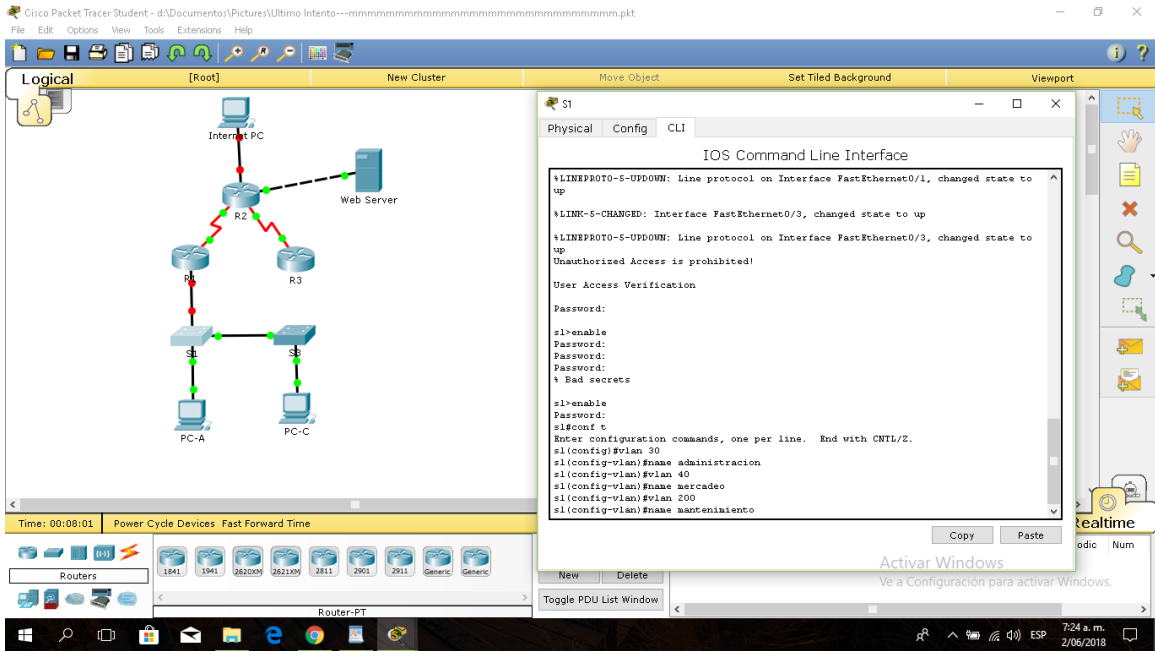 Cisco Packet Tracer Student - d:\Documentos\Pictures\Ultimo Intento---mmmmmmmmmmmmmmmmmmmmmmmmmmmmmmm.pkt
File Edit Options View Tools Extensions Help
Logical [Root] New Cluster Move Object Set Tiled Background Viewport
Internet PC
Web Server
R2
R1
R3
S1
S3
PC-A
PC-C
S1
Physical Config CLI
IOS Command Line Interface
%LINEPROTO-5-UPDOWN: Line protocol on Interface FastEthernet0/1, changed state to
up
%LINK-5-CHANGED: Interface FastEthernet0/3, changed state to up
%LINEPROTO-5-UPDOWN: Line protocol on Interface FastEthernet0/3, changed state to
up
Unauthorized Access is prohibited!
User Access Verification
Password:
s1>enable
Password:
Password:
Password:
% Bad secrets
s1>enable
Password:
s1#conf t
Enter configuration commands, one per line. End with CNTL/Z.
s1(config)#vlan 30
s1(config-vlan)#name administracion
s1(config-vlan)#vlan 40
s1(config-vlan)#name mercadeo
s1(config-vlan)#vlan 200
s1(config-vlan)#name mantenimiento
Copy Paste
Time: 00:08:01 Power Cycle Devices Fast Forward Time
Realtime
Routers
1841 1941 2620XM 2621XM 2811 2901 2911 Generic Generic
Router-PT
New Delete
Toggle PDU List Window
odic Num
Activar Windows
Ve a Configuración para activar Windows.
ESP
7:24 a. m.
2/06/2018